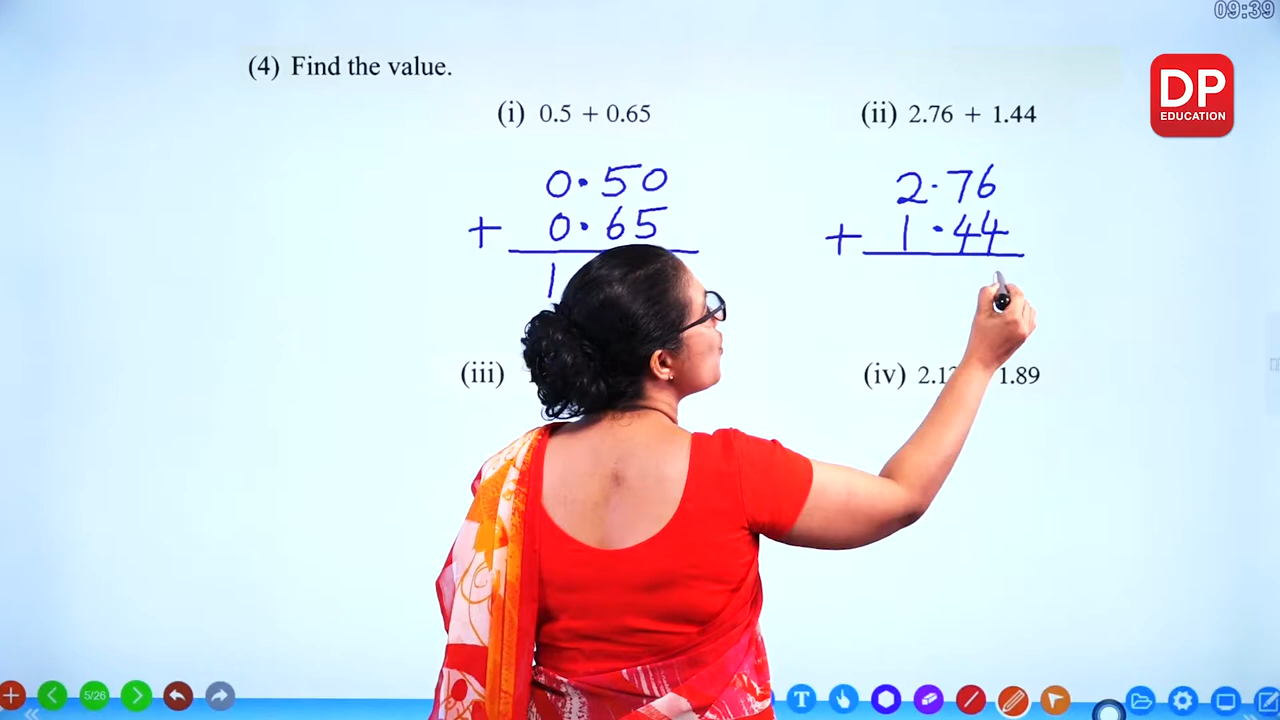 09:39
(4) Find the value.
DP
EDUCATION
(i) 0.5 + 0.65
(ii) 2.76 + 1.44
0.50
+ 0.65
1
2.76
+ 1.44
(iii)
(iv) 2.1 1.89
5/26
T